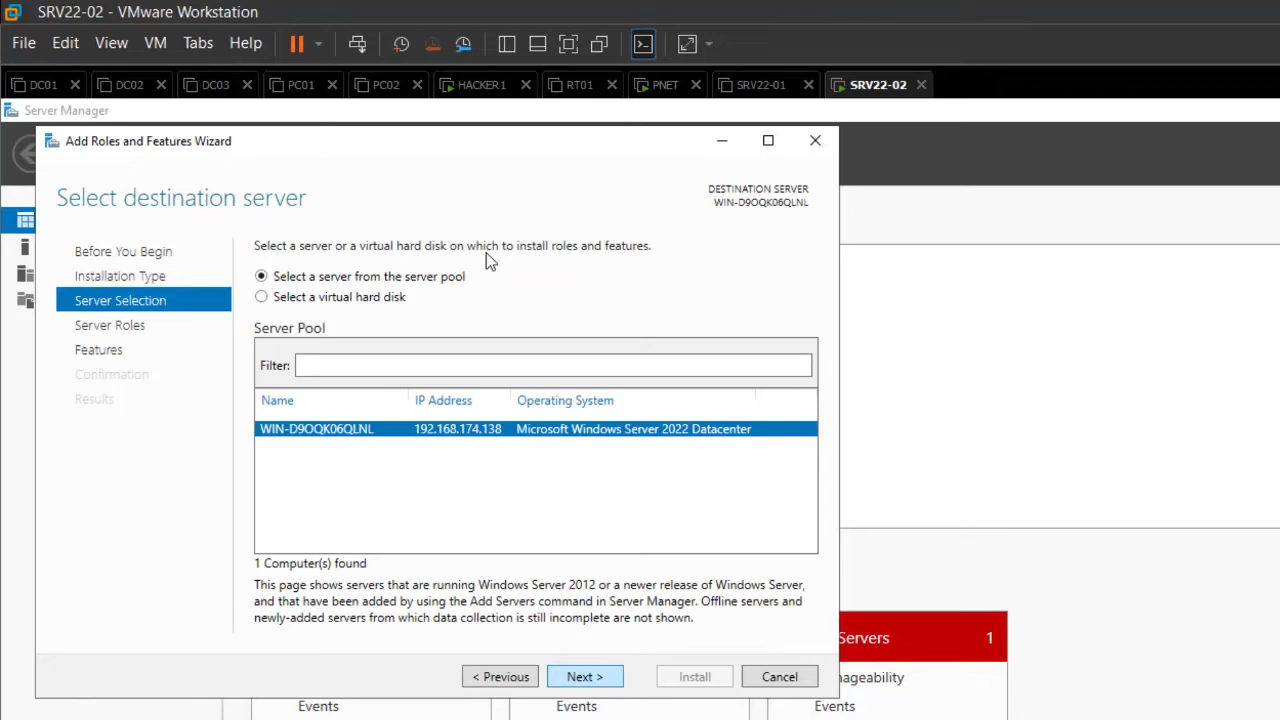 SRV22-02 - VMware Workstation
File Edit View VM Tabs Help
DC01 DC02 DC03 PC01 PC02 HACKER1 RT01 PNET SRV22-01 SRV22-02
Server Manager
Add Roles and Features Wizard
Select destination server
DESTINATION SERVER
WIN-D9OQK06QLNL
Before You Begin
Installation Type
Server Selection
Server Roles
Features
Confirmation
Results
Select a server or a virtual hard disk on which to install roles and features.
Select a server from the server pool
Select a virtual hard disk
Server Pool
Filter:
Name IP Address Operating System
WIN-D9OQK06QLNL 192.168.174.138 Microsoft Windows Server 2022 Datacenter
1 Computer(s) found
This page shows servers that are running Windows Server 2012 or a newer release of Windows Server,
and that have been added by using the Add Servers command in Server Manager. Offline servers and
newly-added servers from which data collection is still incomplete are not shown.
< Previous Next > Install Cancel
Servers 1
nageability
Events Events Events